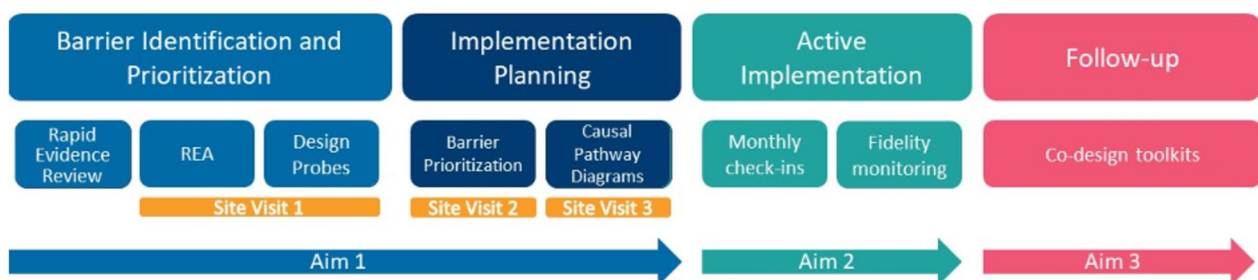 Barrier Identification and
Prioritization
Implementation
Planning
Active
Implementation
Follow-up
Rapid
Evidence
Review
REA
Design
Probes
Barrier
Prioritization
Causal
Pathway
Diagrams
Monthly
check-ins
Fidelity
monitoring
Co-design toolkits
Site Visit 1
Site Visit 2
Site Visit 3
Aim 1
Aim 2
Aim 3